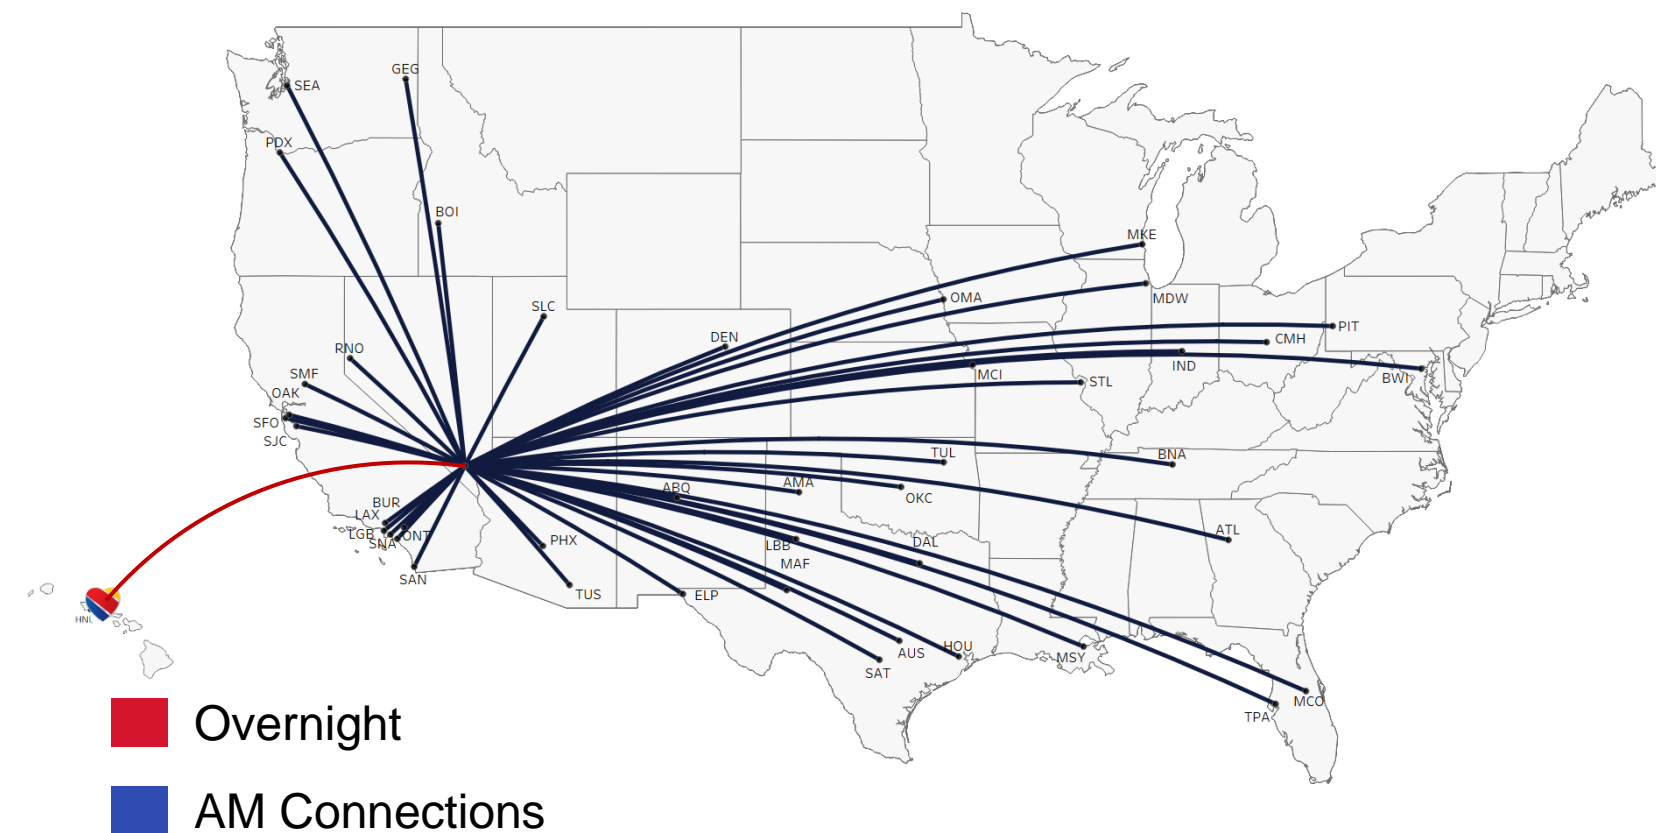 GEG
SEA
PDX
BOI
MKE
OMA
MDW
SLC
PIT
DEN
CMH
RNO
IND
SMF
MCI
BWI
STL
OAK
SFO
SJC
TUL
BNA
ABQ
AMA
OKC
BUR
LAX
ATL
LGB
ONT
SNA
PHX
LBB
DAL
MAF
SAN
TUS
ELP
HNL
AUS
HOU
MSY
SAT
MCO
TPA
Overnight
AM Connections